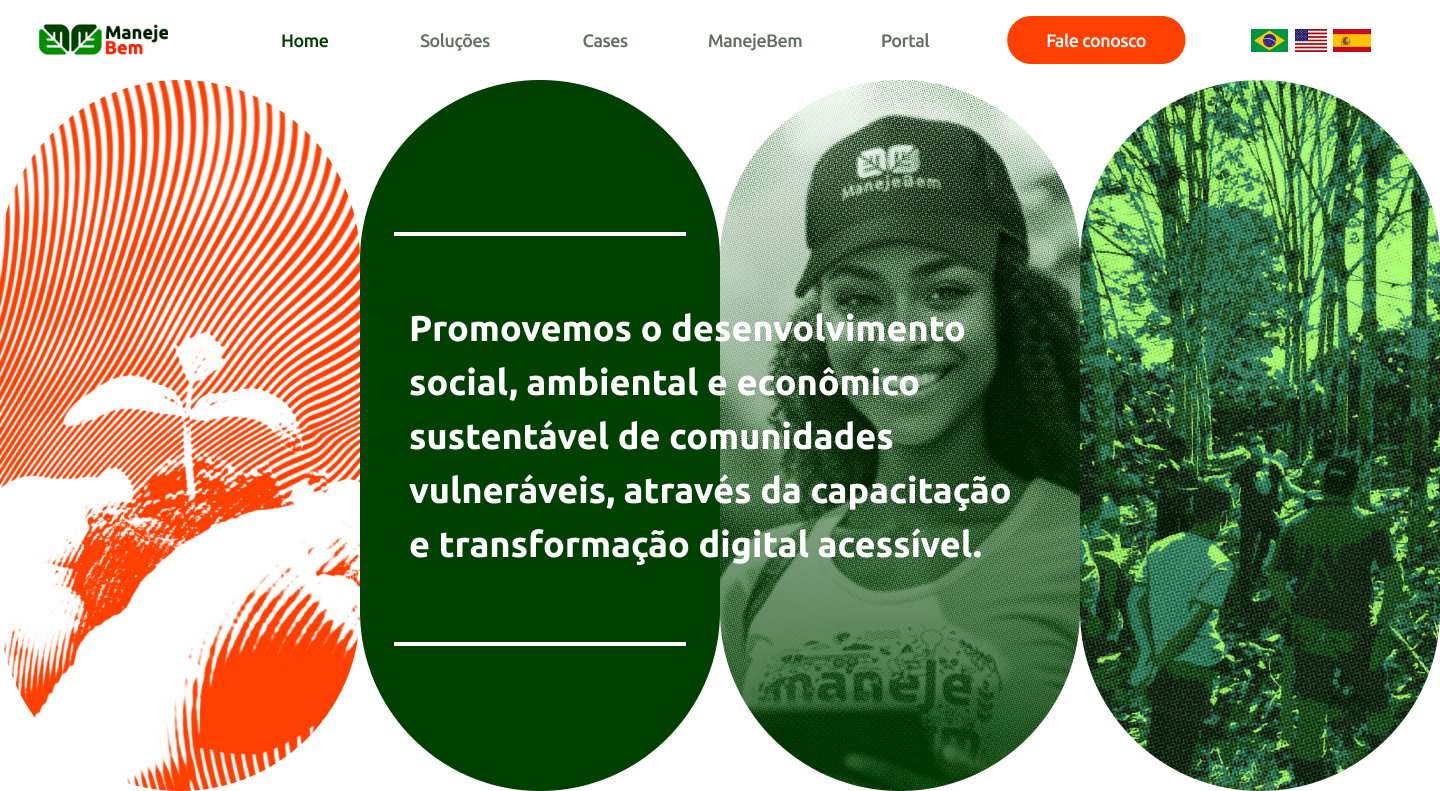 Maneje
Bem
Home
Soluções
Cases
ManejeBem
Portal
Fale conosco
ManejeBem
Promovemos o desenvolvimento
social, ambiental e econômico
sustentável de comunidades
vulneráveis, através da capacitação
e transformação digital acessível.
maneje